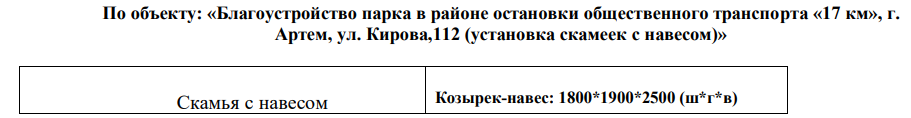 По объекту: «Благоустройство парка в районе остановки общественного транспорта «17 км», г.
Артем, ул. Кирова,112 (установка скамеек с навесом)»
Скамья с навесом
Козырек-навес: 1800*1900*2500 (ш*г*в)